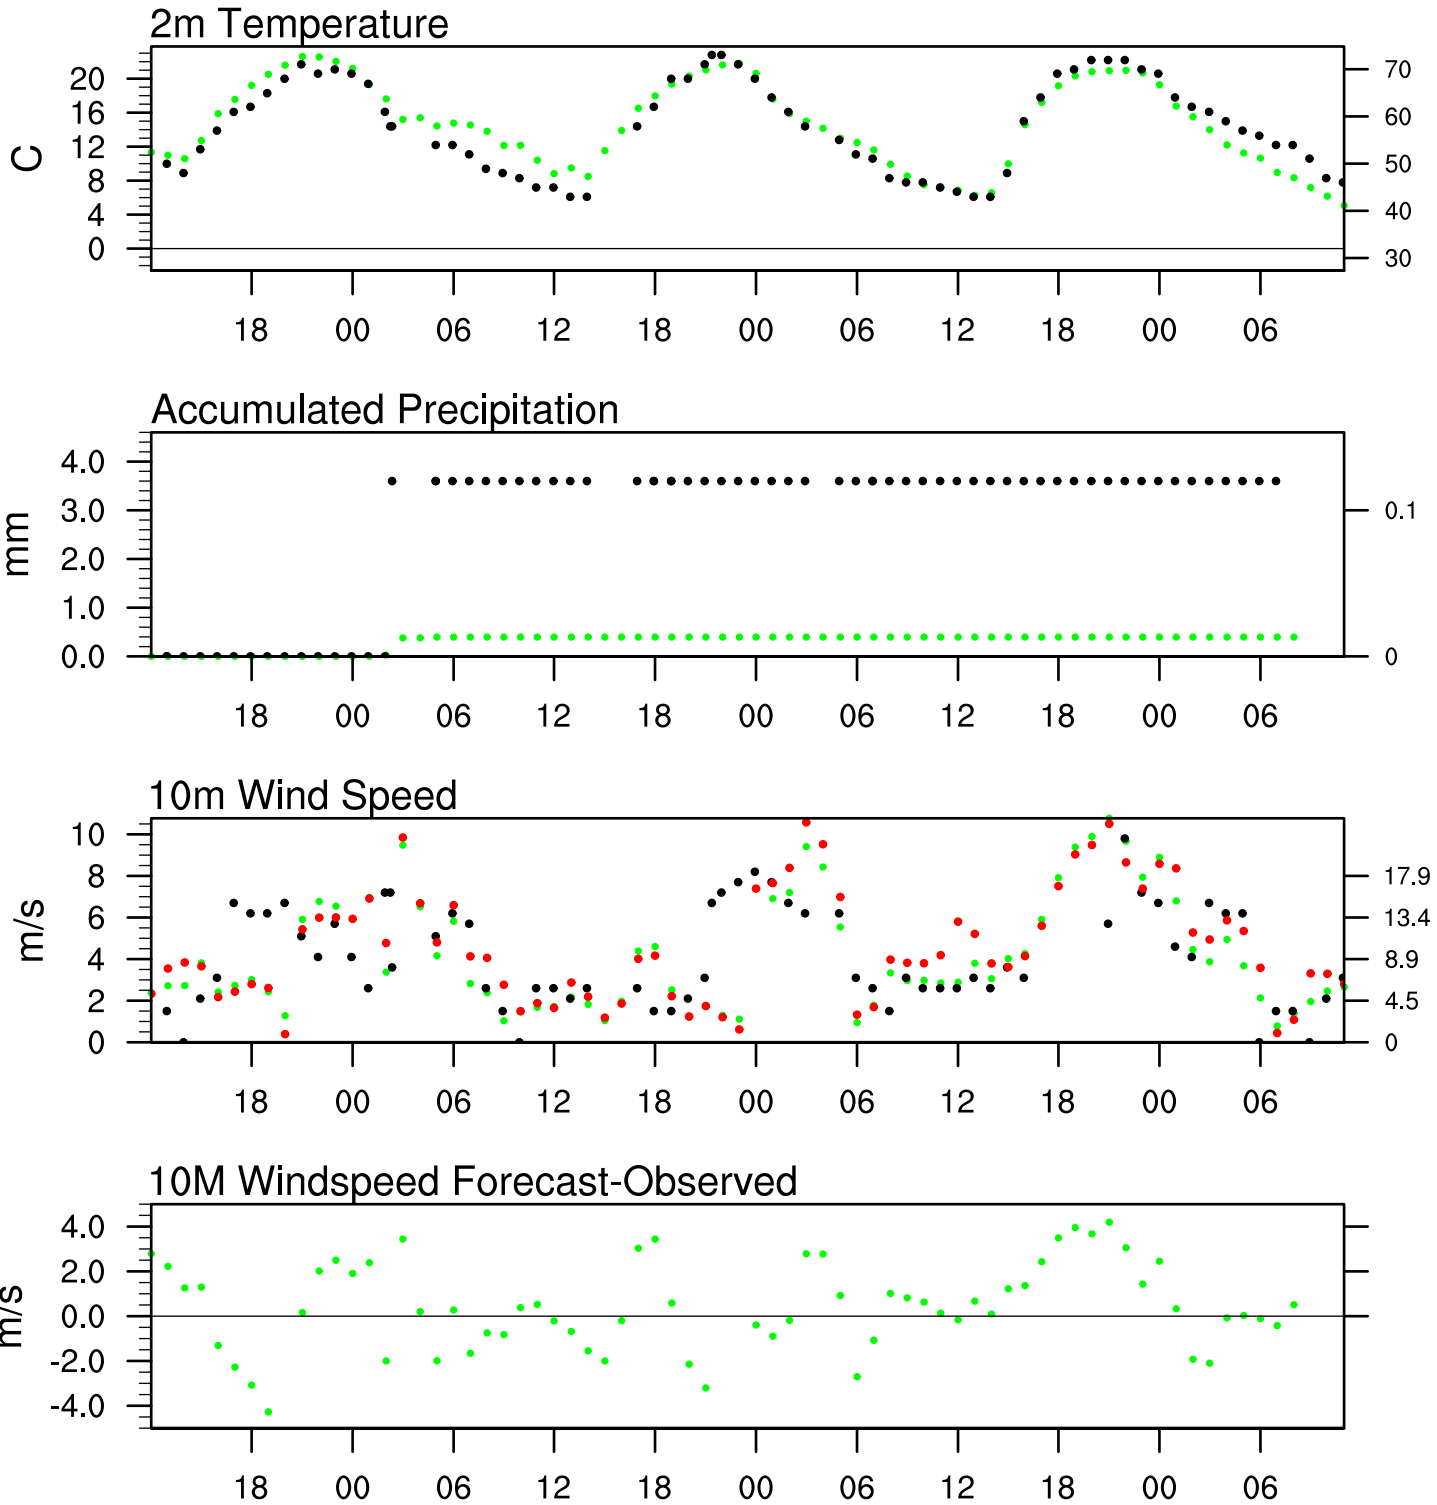 2m Temperature
20
16
12
8
4
0
C
70
60
50
40
30
18 00 06 12 18 00 06 12 18 00 06
Accumulated Precipitation
4.0
3.0
2.0
1.0
0.0
mm
0.1
0
18 00 06 12 18 00 06 12 18 00 06
10m Wind Speed
10
8
6
4
2
0
m/s
17.9
13.4
8.9
4.5
0
18 00 06 12 18 00 06 12 18 00 06
10M Windspeed Forecast-Observed
4.0
2.0
0.0
-2.0
-4.0
m/s
18 00 06 12 18 00 06 12 18 00 06